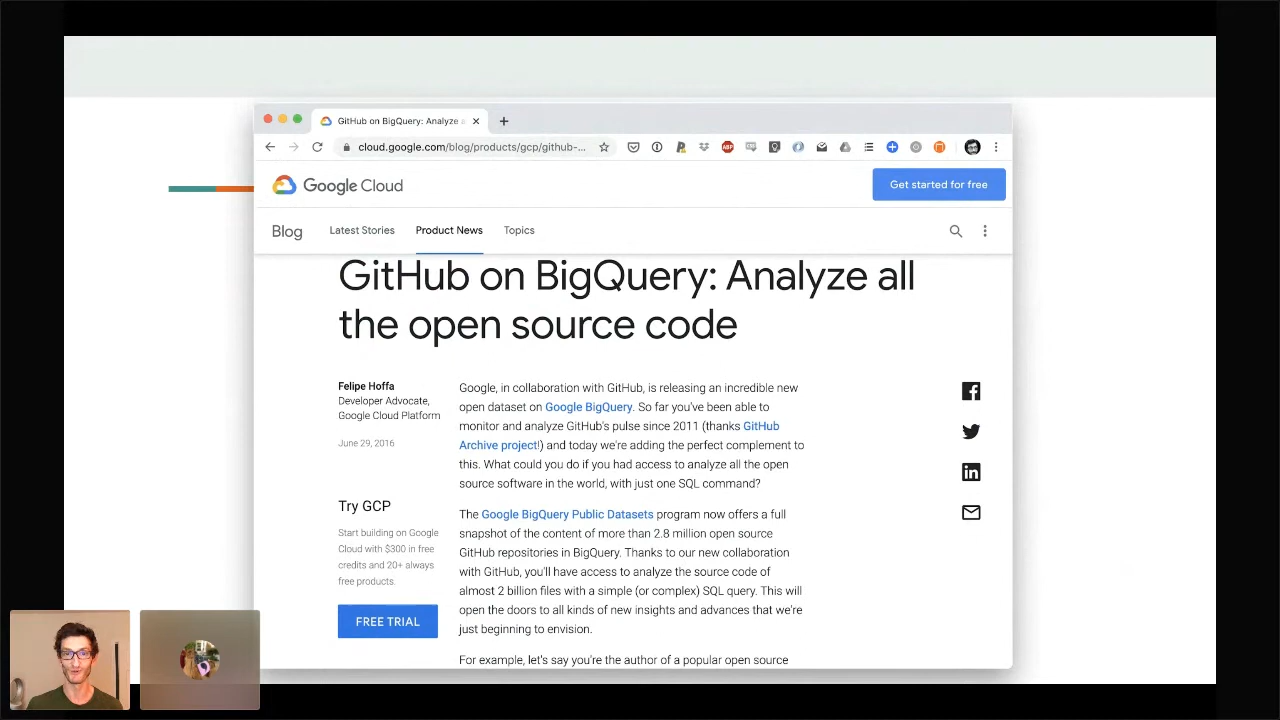 GitHub on BigQuery: Analyze a
cloud.google.com/blog/products/gcp/github-...
ABP
Google Cloud
Get started for free
Blog
Latest Stories
Product News
Topics
GitHub on BigQuery: Analyze all
the open source code
Felipe Hoffa
Developer Advocate,
Google Cloud Platform
June 29, 2016
Try GCP
Start building on Google
Cloud with $300 in free
credits and 20+ always
free products.
FREE TRIAL
Google, in collaboration with GitHub, is releasing an incredible new
open dataset on Google BigQuery. So far you've been able to
monitor and analyze GitHub's pulse since 2011 (thanks GitHub
Archive project!) and today we're adding the perfect complement to
this. What could you do if you had access to analyze all the open
source software in the world, with just one SQL command?
The Google BigQuery Public Datasets program now offers a full
snapshot of the content of more than 2.8 million open source
GitHub repositories in BigQuery. Thanks to our new collaboration
with GitHub, you'll have access to analyze the source code of
almost 2 billion files with a simple (or complex) SQL query. This will
open the doors to all kinds of new insights and advances that we're
just beginning to envision.
For example, let's say you're the author of a popular open source